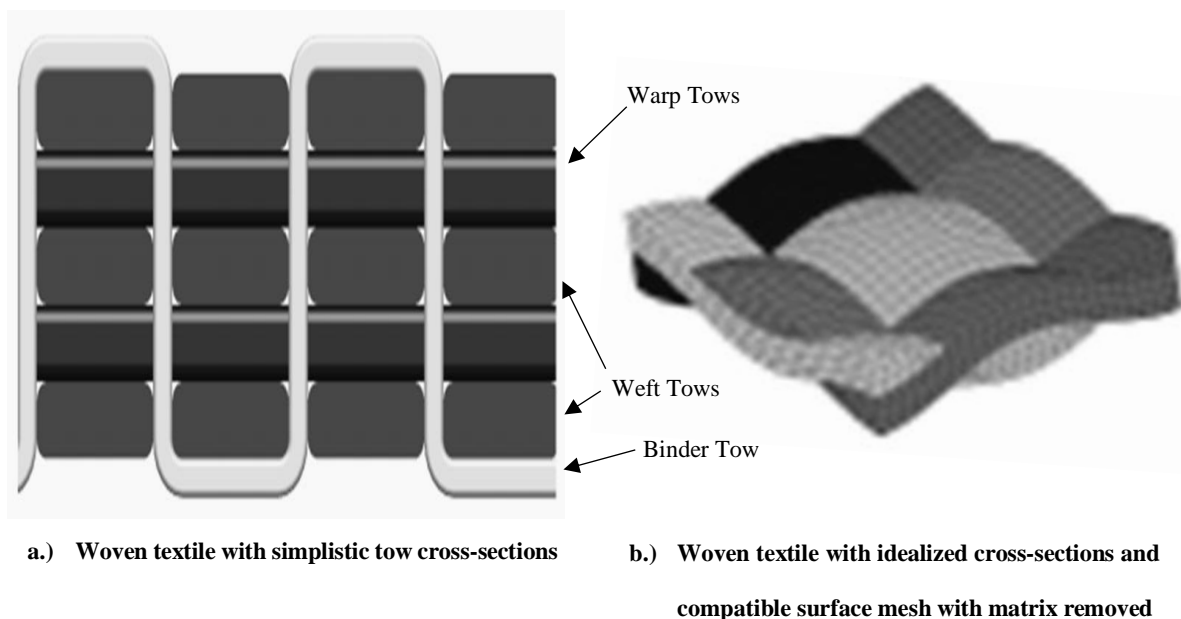 Warp Tows
Weft Tows
Binder Tow
a.) Woven textile with simplistic tow cross-sections
b.) Woven textile with idealized cross-sections and
compatible surface mesh with matrix removed